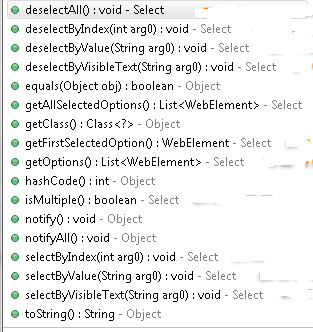 deselectAll() : void - Select
deselectByIndex(int arg0) : void - Select
deselectByValue(String arg0) : void - Select
deselectByVisibleText(String arg0) : void - Select
equals(Object obj) : boolean - Object
getAllSelectedOptions() : List<WebElement> - Select
getClass() : Class<?> - Object
getFirstSelectedOption() : WebElement - Select
getOptions() : List<WebElement> - Select
hashCode() : int - Object
isMultiple() : boolean - Select
notify() : void - Object
notifyAll() : void - Object
selectByIndex(int arg0) : void - Select
selectByValue(String arg0) : void - Select
selectByVisibleText(String arg0) : void - Select
toString() : String - Object